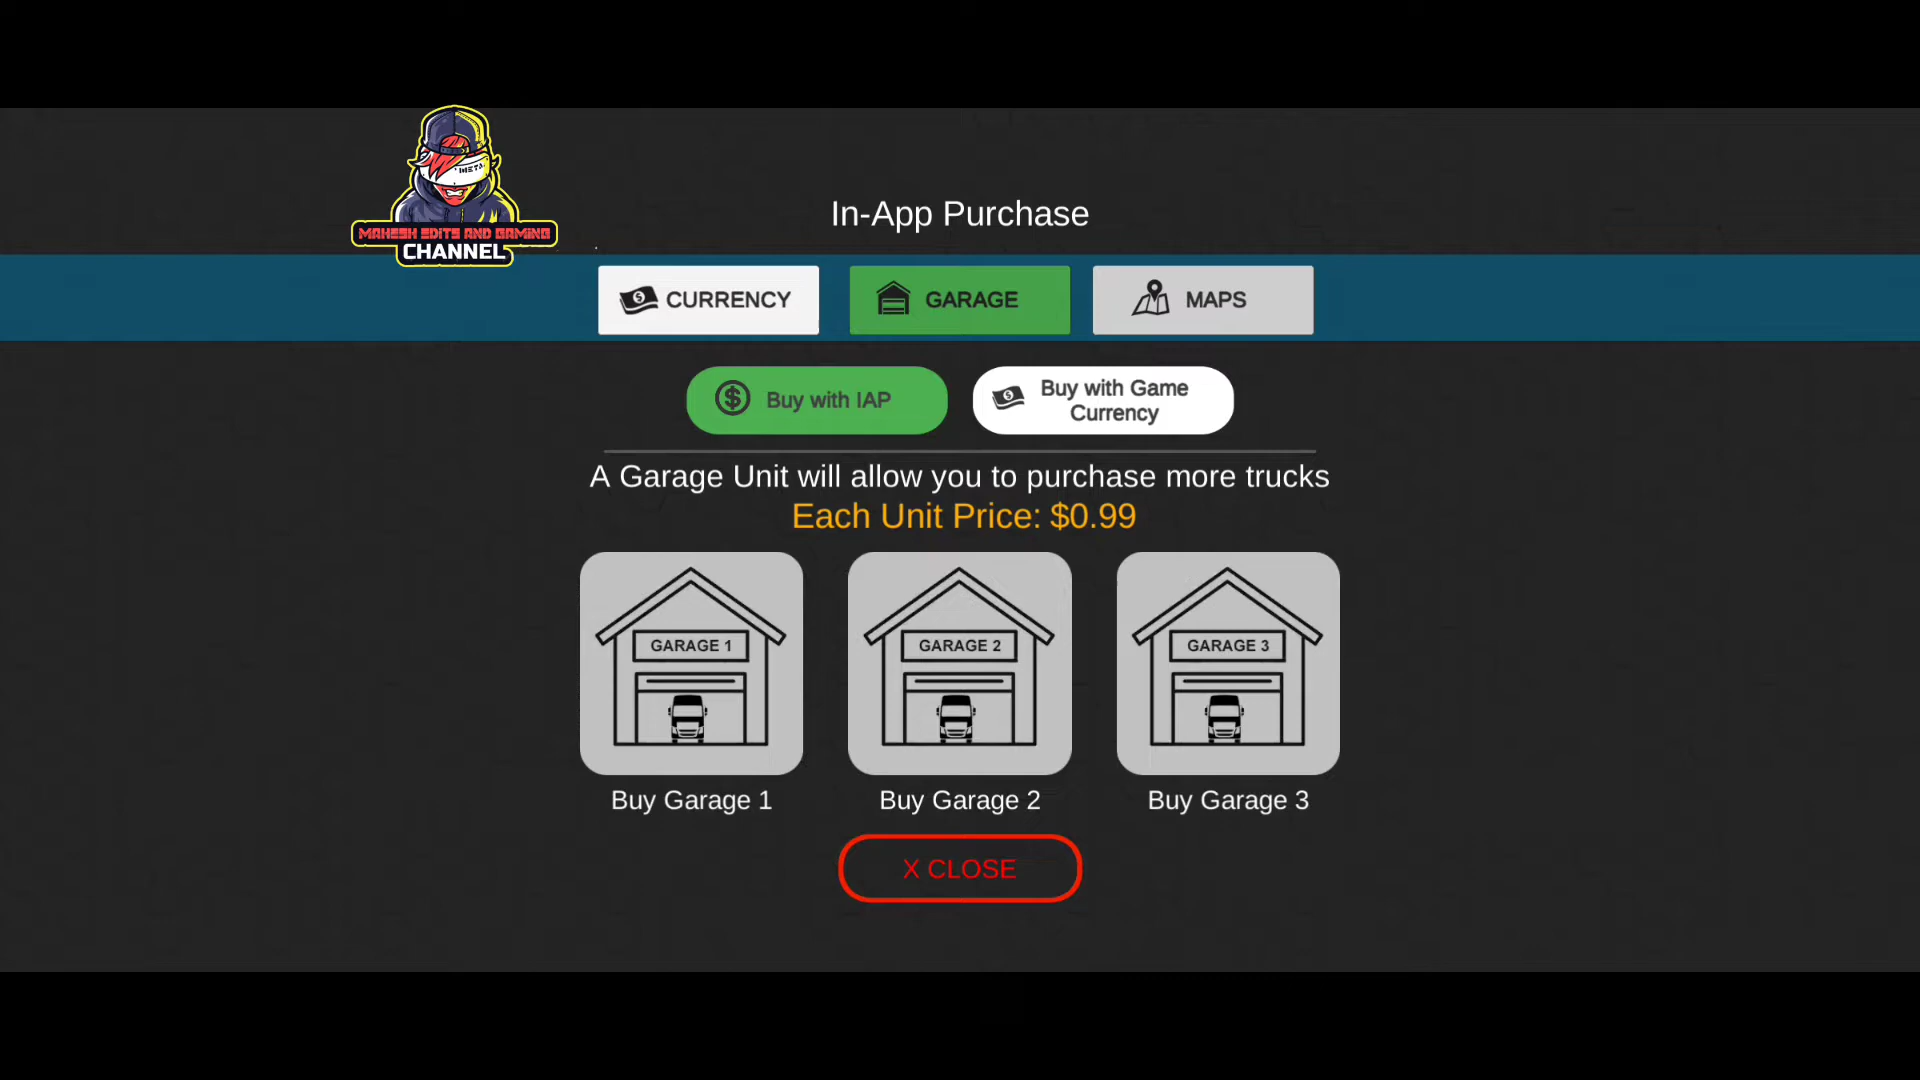 META
MAHESH EDITS AND GAMING
CHANNEL
In-App Purchase
CURRENCY
GARAGE
MAPS
Buy with IAP
Buy with Game
Currency
A Garage Unit will allow you to purchase more trucks
Each Unit Price: $0.99
GARAGE 1
GARAGE 2
GARAGE 3
Buy Garage 1
Buy Garage 2
Buy Garage 3
X CLOSE